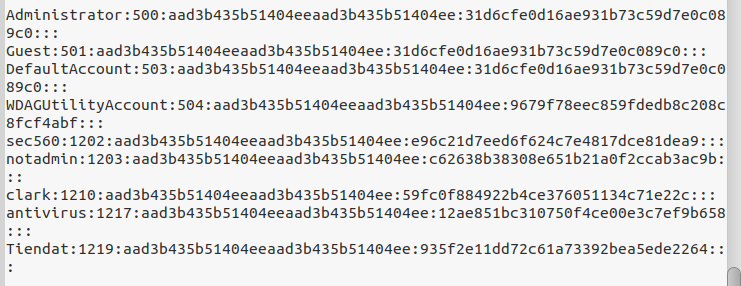 Administrator:500:aad3b435b51404eeaad3b435b51404ee:31d6cfe0d16ae931b73c59d7e0c08
9c0:::
Guest:501:aad3b435b51404eeaad3b435b51404ee:31d6cfe0d16ae931b73c59d7e0c089c0:::
DefaultAccount:503:aad3b435b51404eeaad3b435b51404ee:31d6cfe0d16ae931b73c59d7e0c0
89c0:::
WDAGUtilityAccount:504:aad3b435b51404eeaad3b435b51404ee:9679f78eec859fdedb8c208c
8fcf4abf:::
sec560:1202:aad3b435b51404eeaad3b435b51404ee:e96c21d7eed6f624c7e4817dce81dea9:::
notadmin:1203:aad3b435b51404eeaad3b435b51404ee:c62638b38308e651b21a0f2ccab3ac9b:
::
clark:1210:aad3b435b51404eeaad3b435b51404ee:59fc0f884922b4ce376051134c71e22c:::
antivirus:1217:aad3b435b51404eeaad3b435b51404ee:12ae851bc310750f4ce00e3c7ef9b658
:::
Tiendat:1219:aad3b435b51404eeaad3b435b51404ee:935f2e11dd72c61a73392bea5ede2264::
: